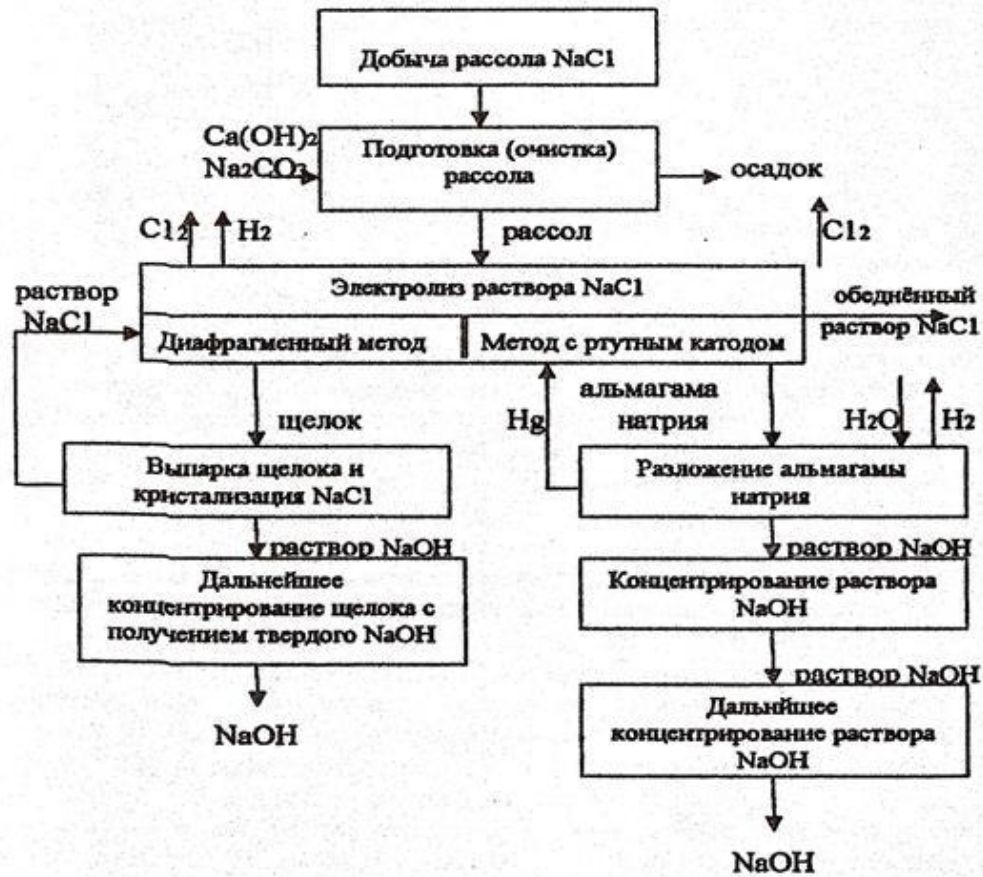 Добыча рассола NaCl
Ca(OH)2
Na2CO3
Подготовка (очистка)
рассола
осадок
Cl2
H2
рассол
Cl2
раствор
NaCl
Электролиз раствора NaCl
обеднённый
раствор NaCl
Диафрагменный метод
Метод с ртутным катодом
щелок
Hg
альмагама
натрия
H2O
H2
Выпарка щелока и
кристализация NaCl
Разложение альмагамы
натрия
раствор NaOH
раствор NaOH
Дальнейшее
концентрирование щелока с
получением твердого NaOH
Концентрирование раствора
NaOH
раствор NaOH
NaOH
Дальнйшее
концентрирование раствора
NaOH
NaOH